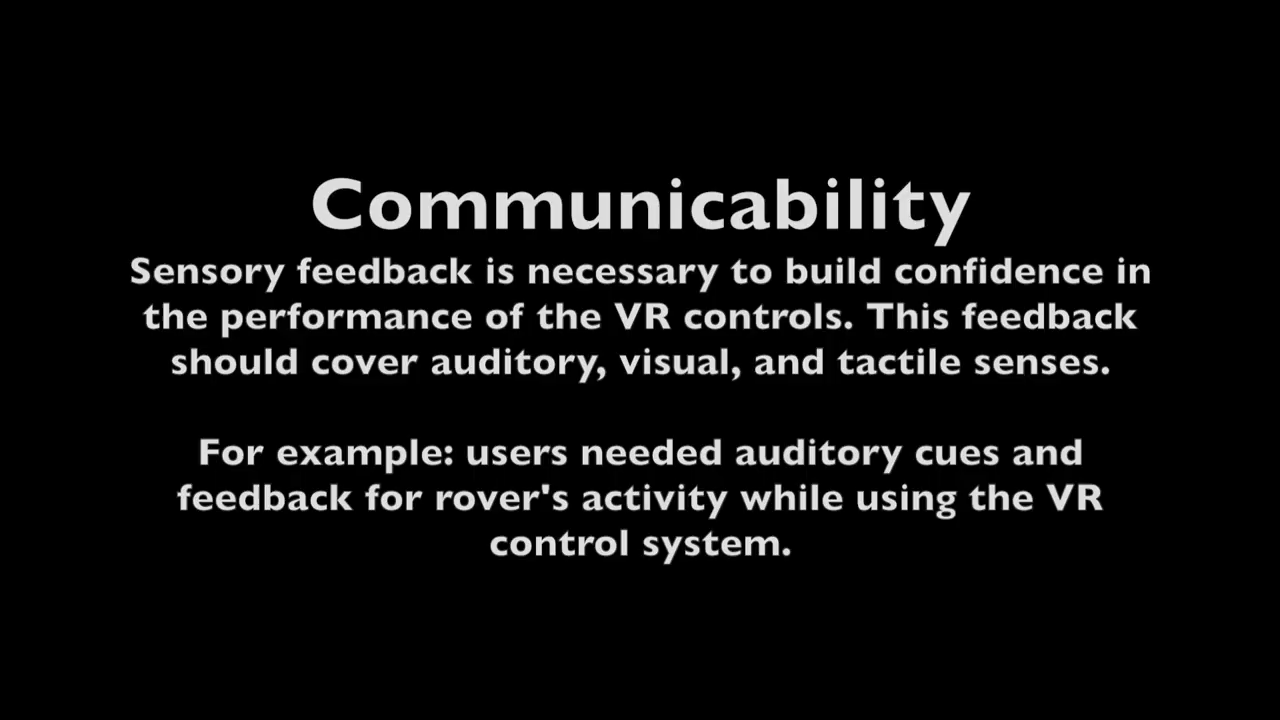 Communicability
Sensory feedback is necessary to build confidence in
the performance of the VR controls. This feedback
should cover auditory, visual, and tactile senses.
For example: users needed auditory cues and
feedback for rover's activity while using the VR
control system.